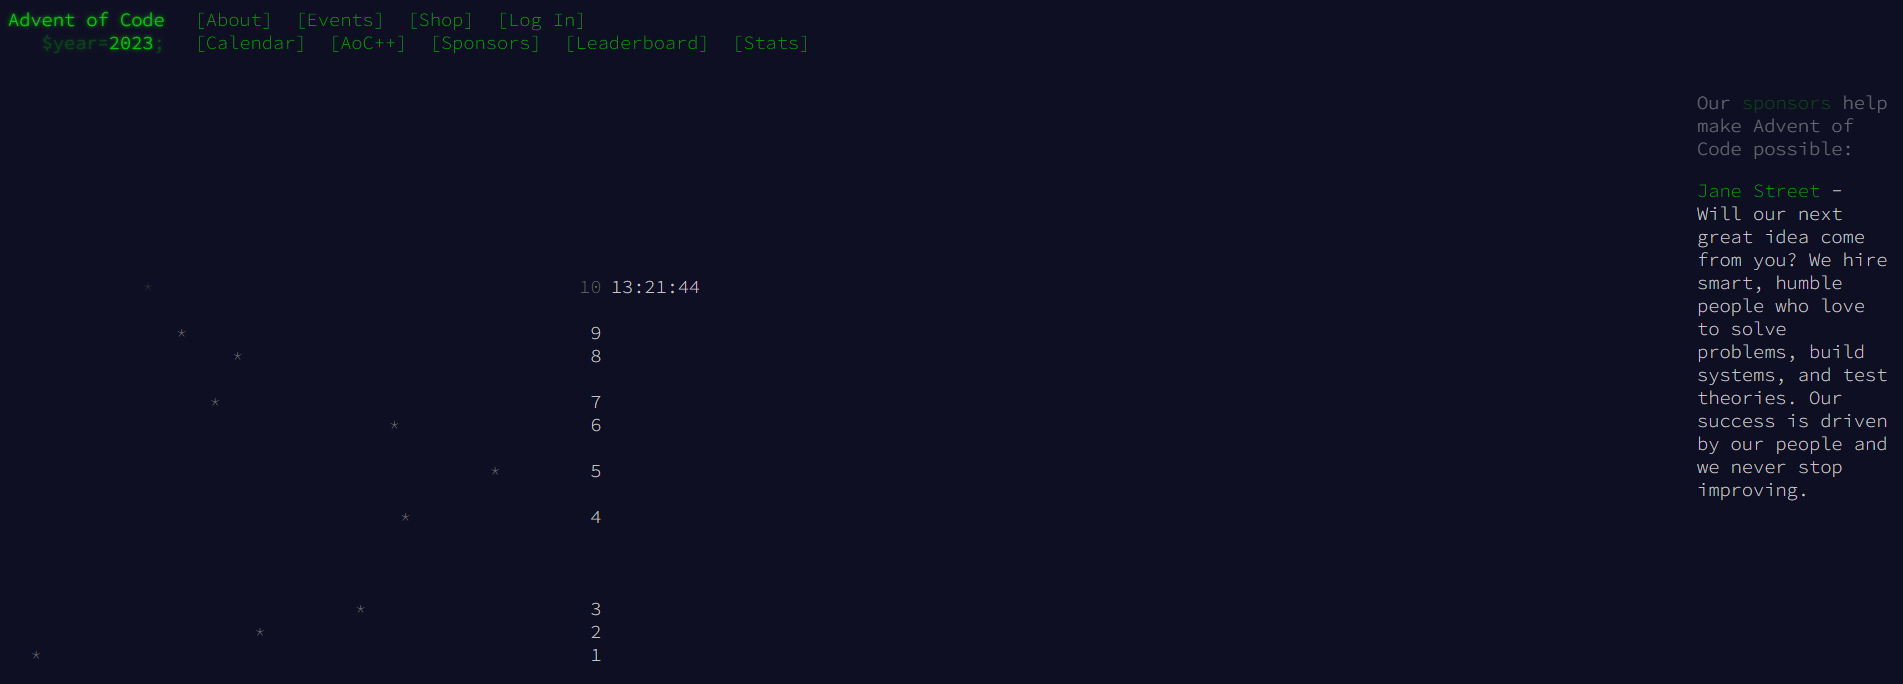 Advent of Code [About] [Events] [Shop] [Log In]
$year=2023; [Calendar] [AoC++] [Sponsors] [Leaderboard] [Stats]
Our sponsors help
make Advent of
Code possible:
Jane Street -
Will our next
great idea come
from you? We hire
smart, humble
people who love
to solve
problems, build
systems, and test
theories. Our
success is driven
by our people and
we never stop
improving.
* 10 13:21:44
* 9
* 8
* 7
* 6
* 5
* 4
* 3
* 2
* 1